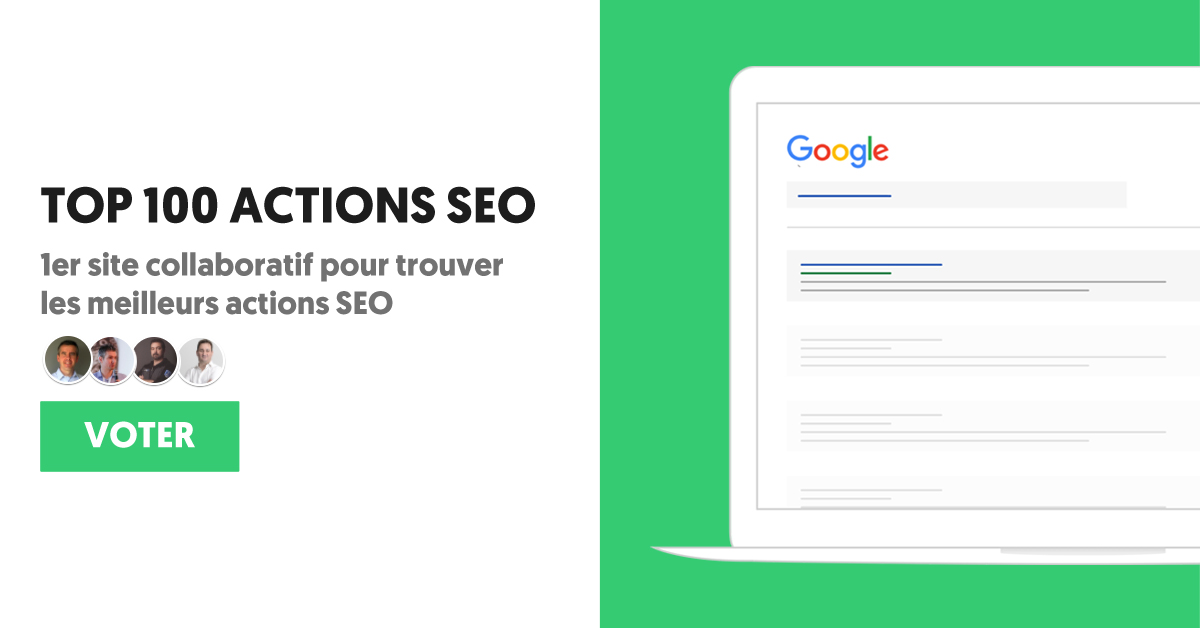 TOP 100 ACTIONS SEO
1er site collaboratif pour trouver
les meilleurs actions SEO
VOTER
Google